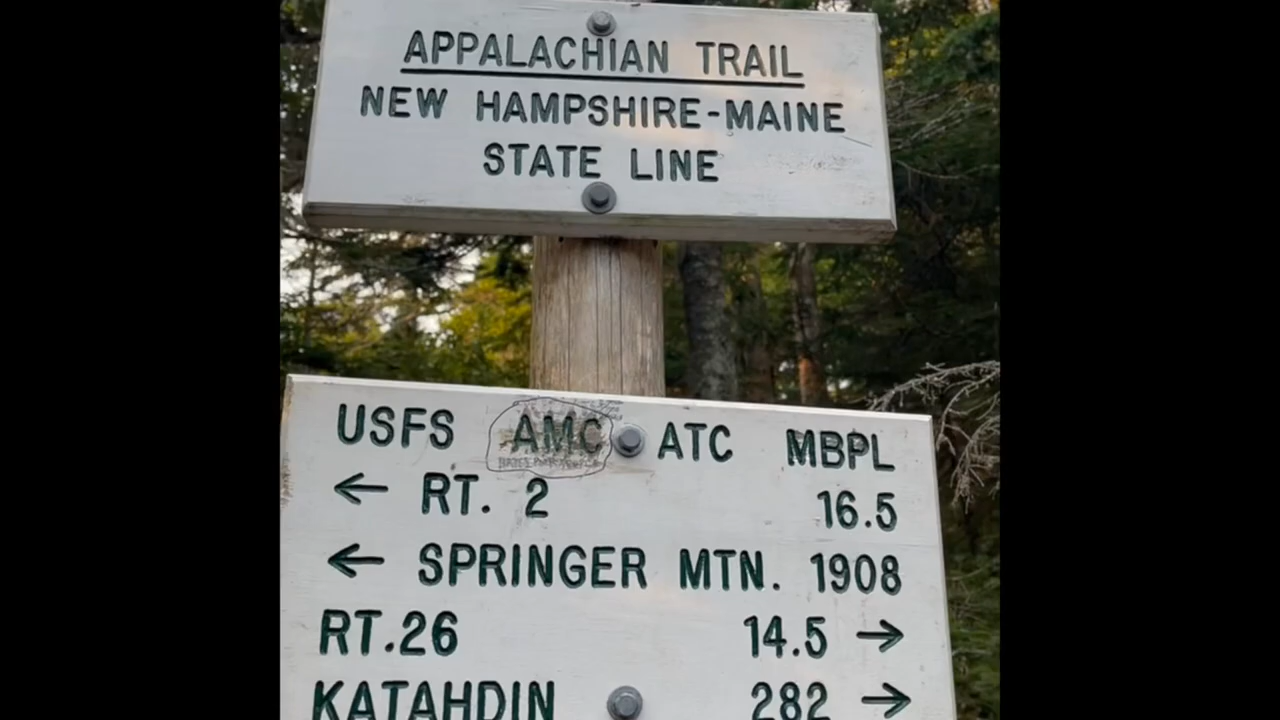 APPALACHIAN TRAIL
NEW HAMPSHIRE-MAINE
STATE LINE
USFS AMC ATC MBPL
← RT. 2 16.5
← SPRINGER MTN. 1908
RT.26 14.5 →
KATAHDIN 282 →